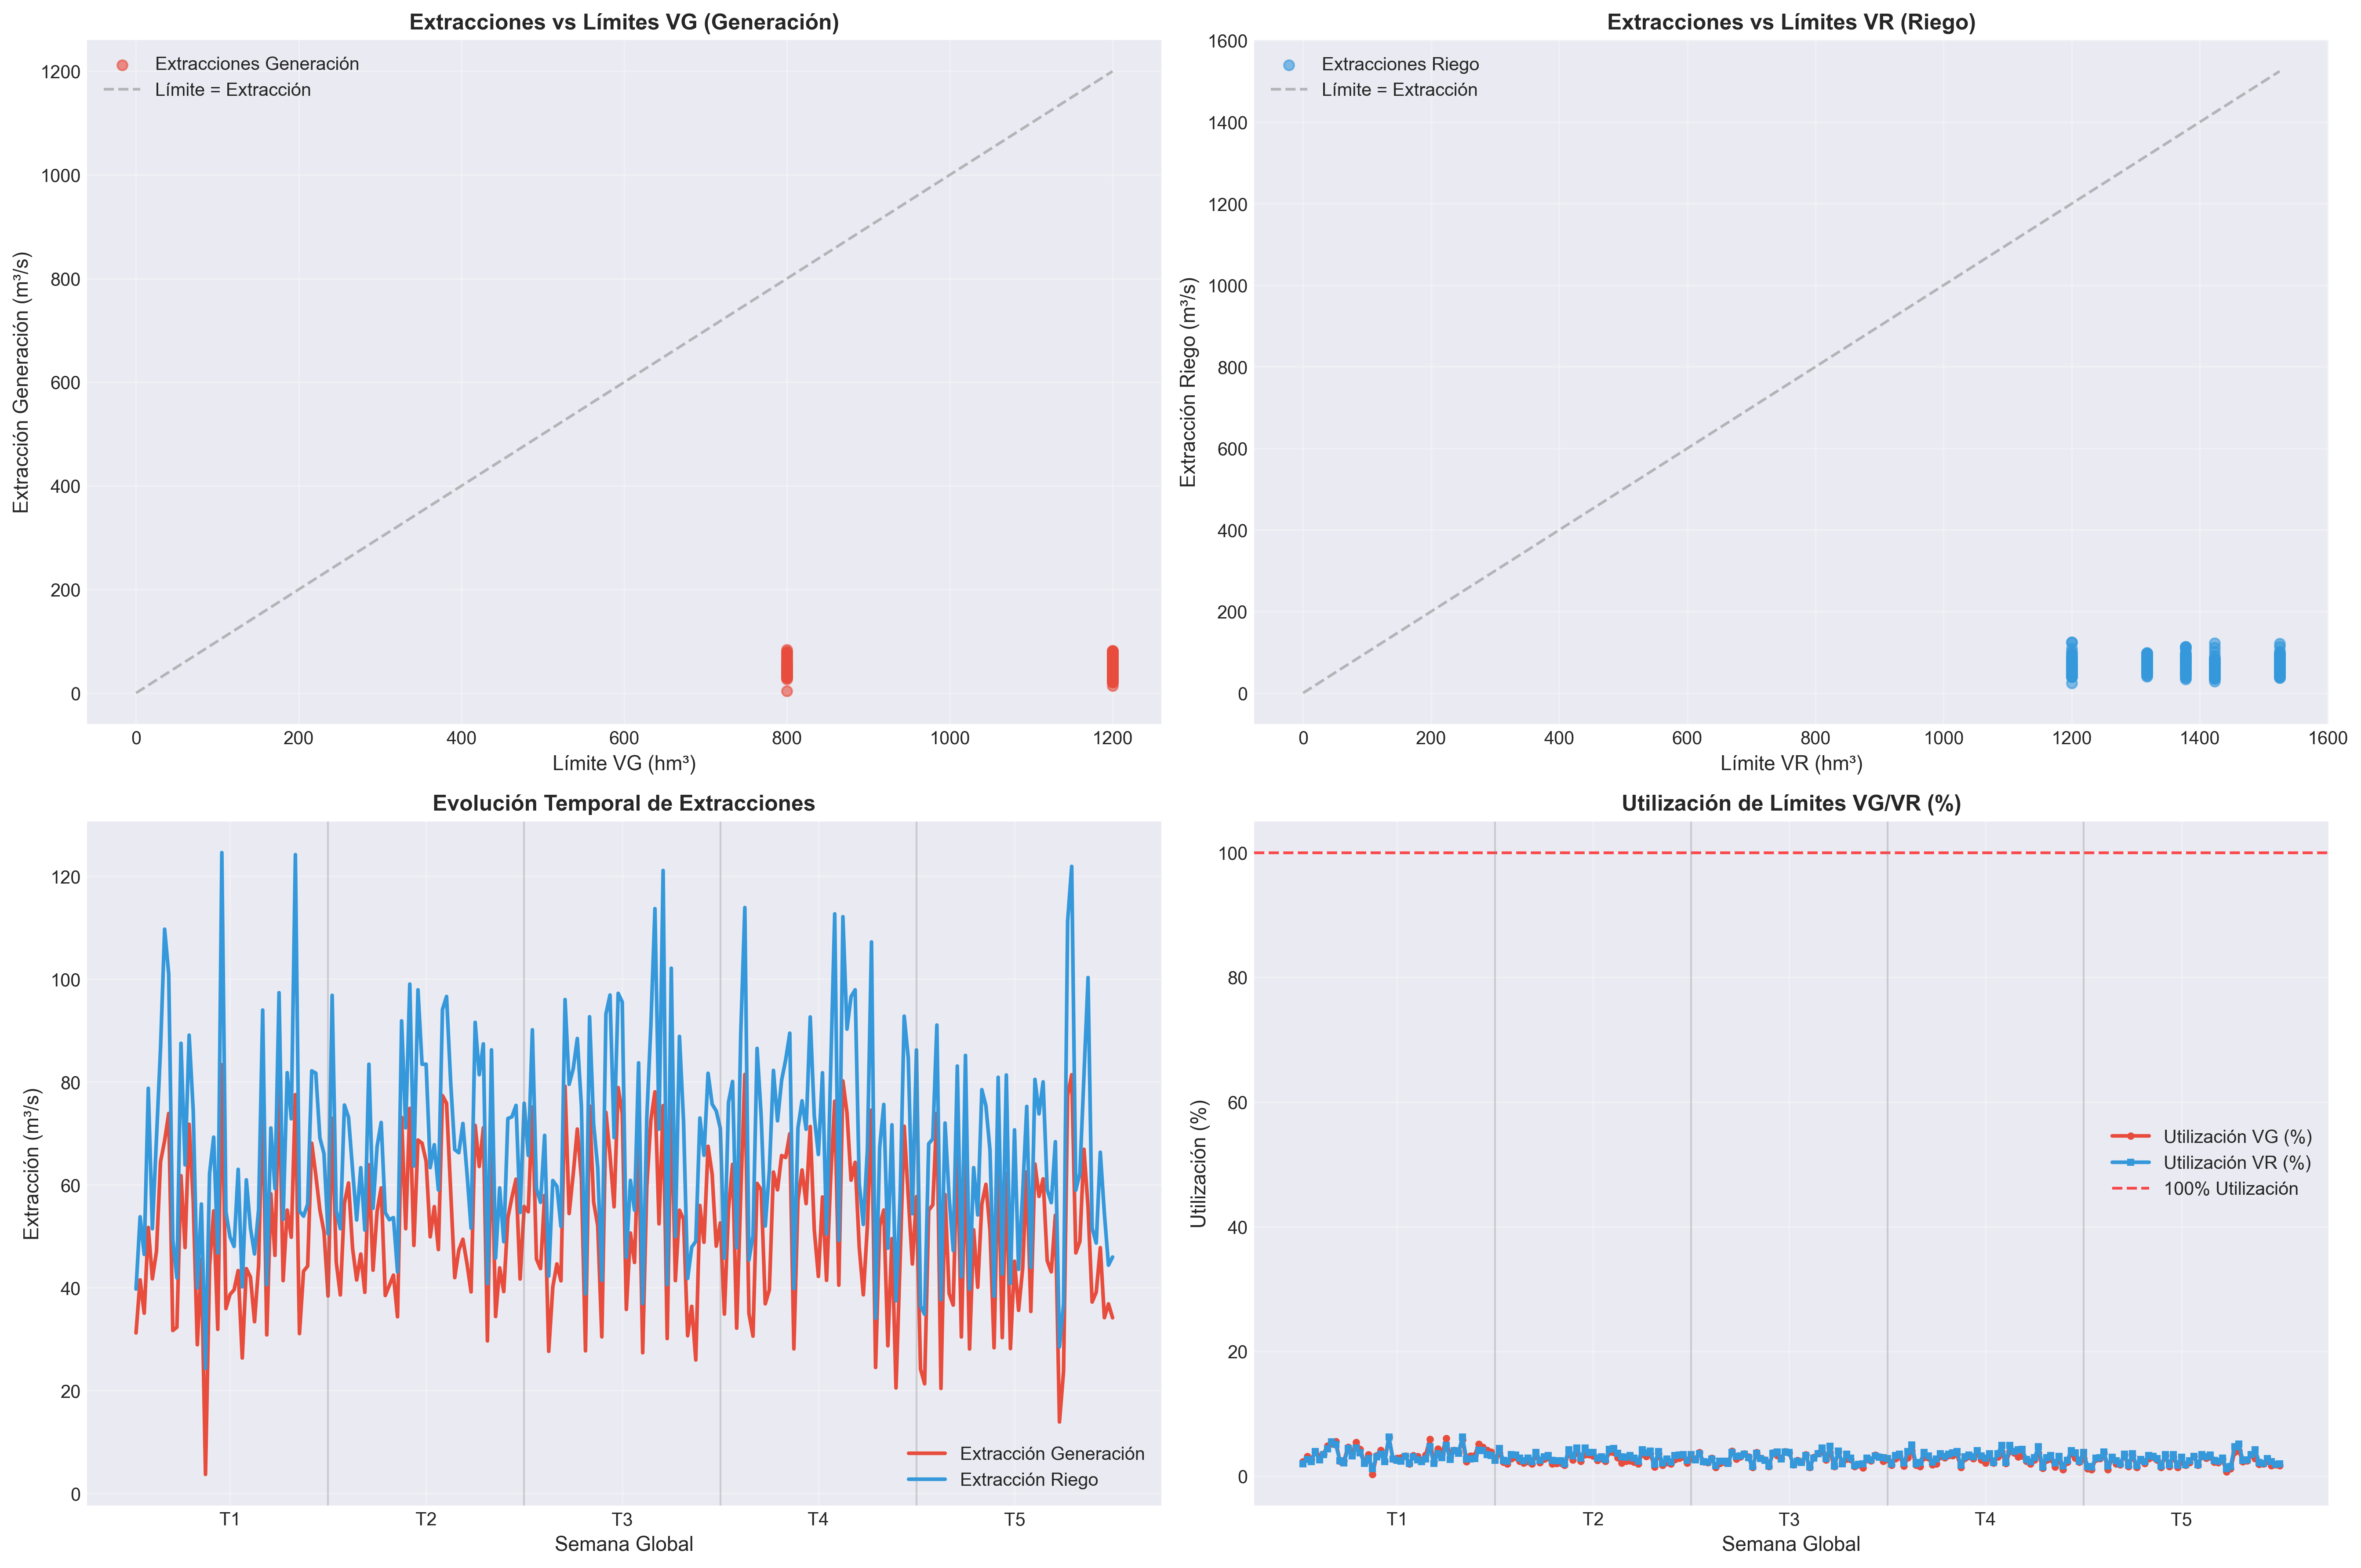 Extracciones vs Límites VG (Generación)
Extracciones Generación
Límite = Extracción
Extracción Generación (m³/s)
1200
1000
800
600
400
200
0
0 200 400 600 800 1000 1200
Límite VG (hm³)
Extracciones vs Límites VR (Riego)
Extracciones Riego
Límite = Extracción
Extracción Riego (m³/s)
1600
1400
1200
1000
800
600
400
200
0
0 200 400 600 800 1000 1200 1400 1600
Límite VR (hm³)
Evolución Temporal de Extracciones
Extracción (m³/s)
120
100
80
60
40
20
0
Extracción Generación
Extracción Riego
T1 T2 T3 T4 T5
Semana Global
Utilización de Límites VG/VR (%)
Utilización (%)
100
80
60
40
20
0
Utilización VG (%)
Utilización VR (%)
100% Utilización
T1 T2 T3 T4 T5
Semana Global